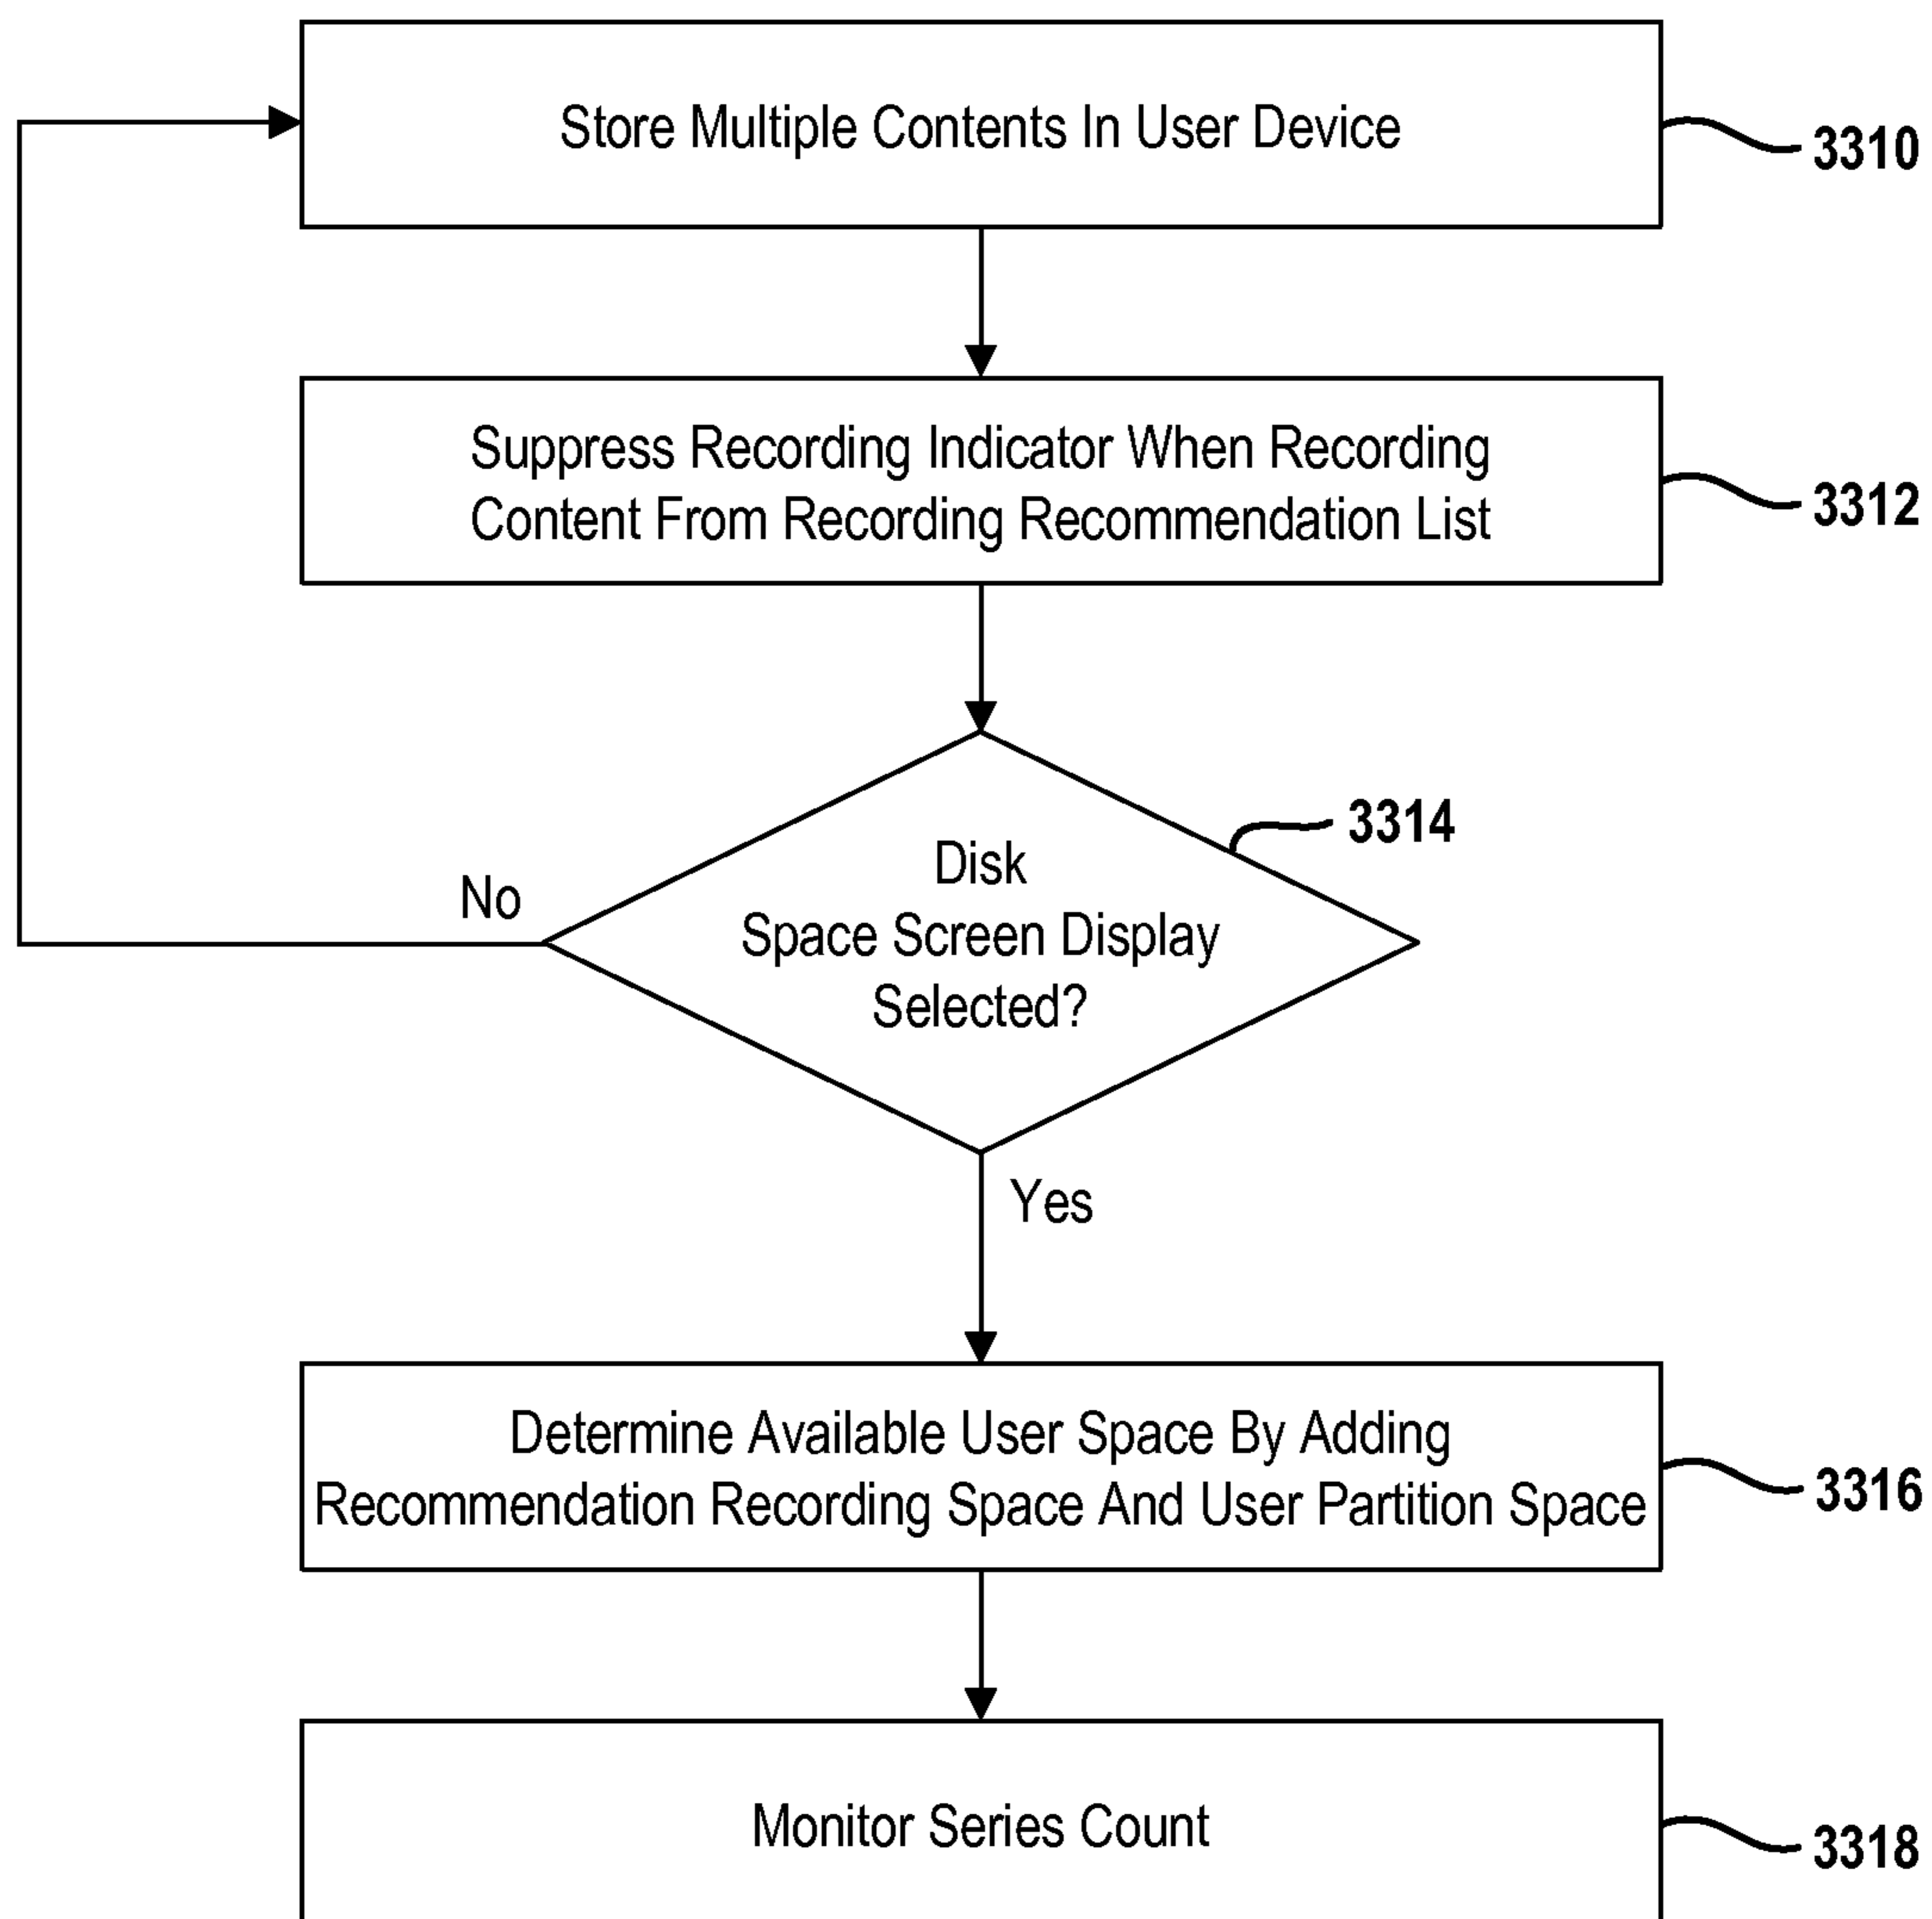 Store Multiple Contents In User Device
3310
Suppress Recording Indicator When Recording
Content From Recording Recommendation List
3312
3314
Disk
Space Screen Display
Selected?
No
Yes
Determine Available User Space By Adding
Recommendation Recording Space And User Partition Space
3316
Monitor Series Count
3318